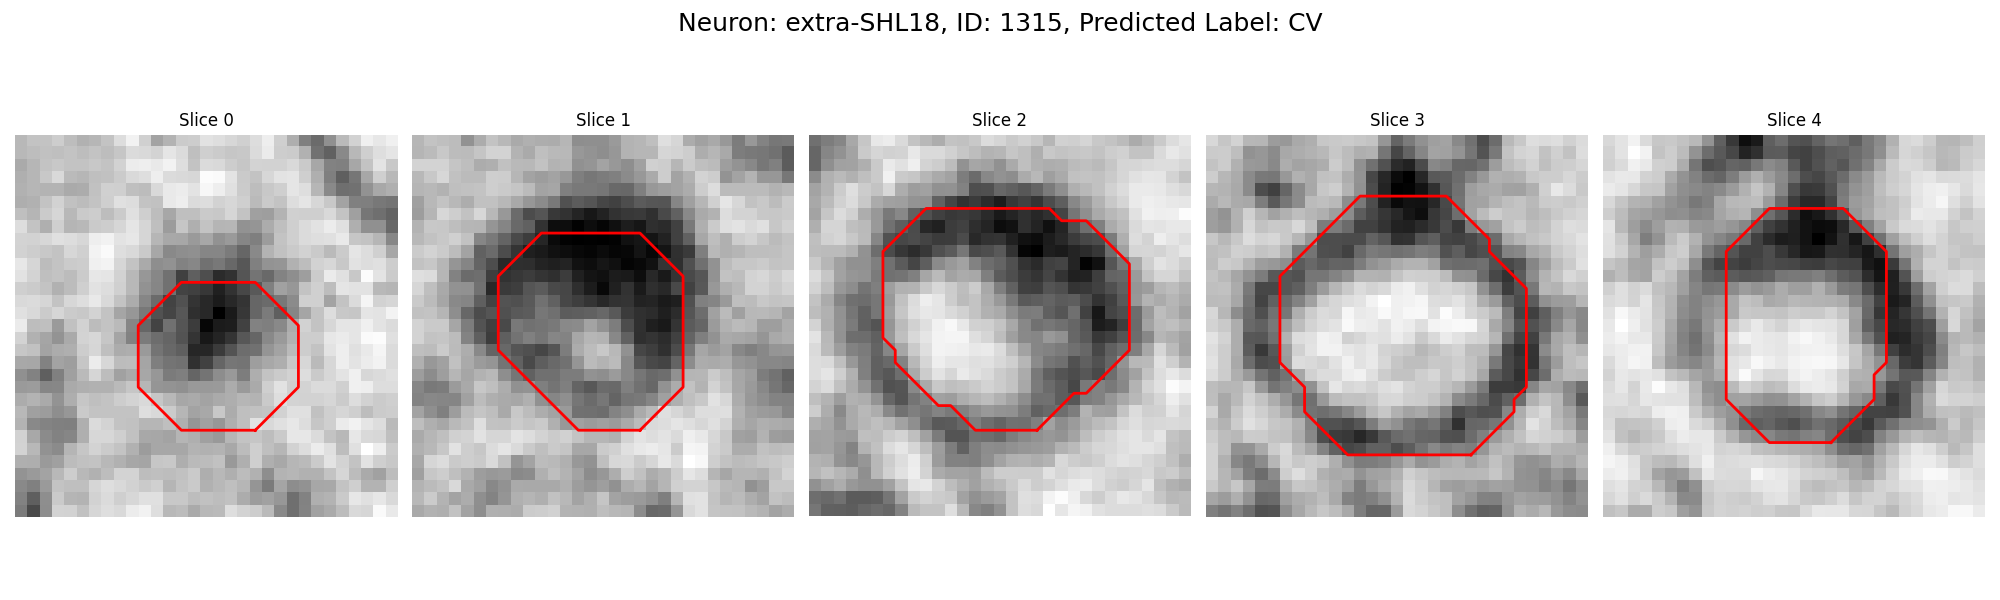 Neuron: extra-SHL18, ID: 1315, Predicted Label: CV
Slice 0
Slice 1
Slice 2
Slice 3
Slice 4